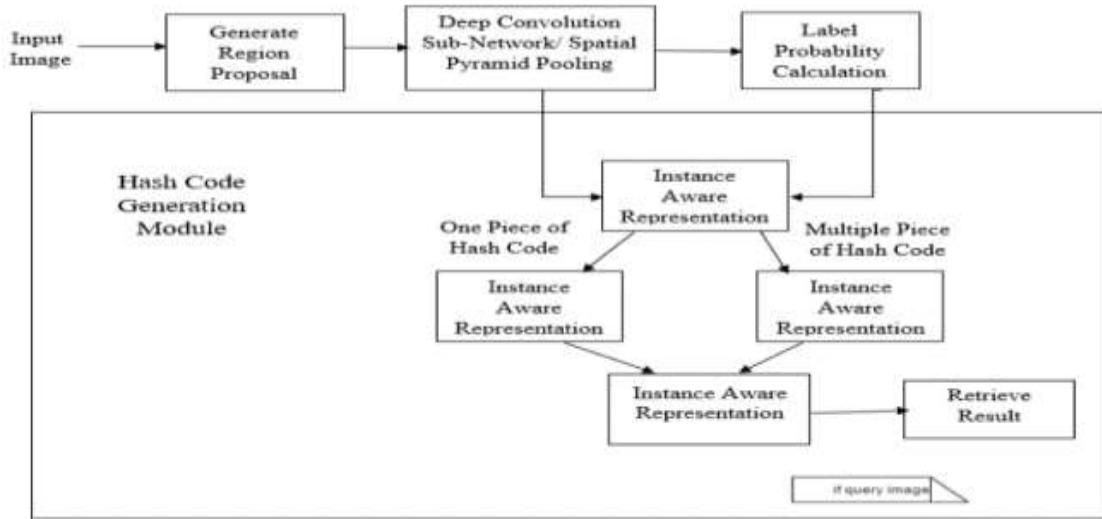 Input
Image
Generate
Region
Proposal
Deep Convolution
Sub-Network/ Spatial
Pyramid Pooling
Label
Probability
Calculation
Hash Code
Generation
Module
Instance
Aware
Representation
One Piece of
Hash Code
Multiple Piece
of Hash Code
Instance
Aware
Representation
Instance
Aware
Representation
Instance Aware
Representation
Retrieve
Result
if query image